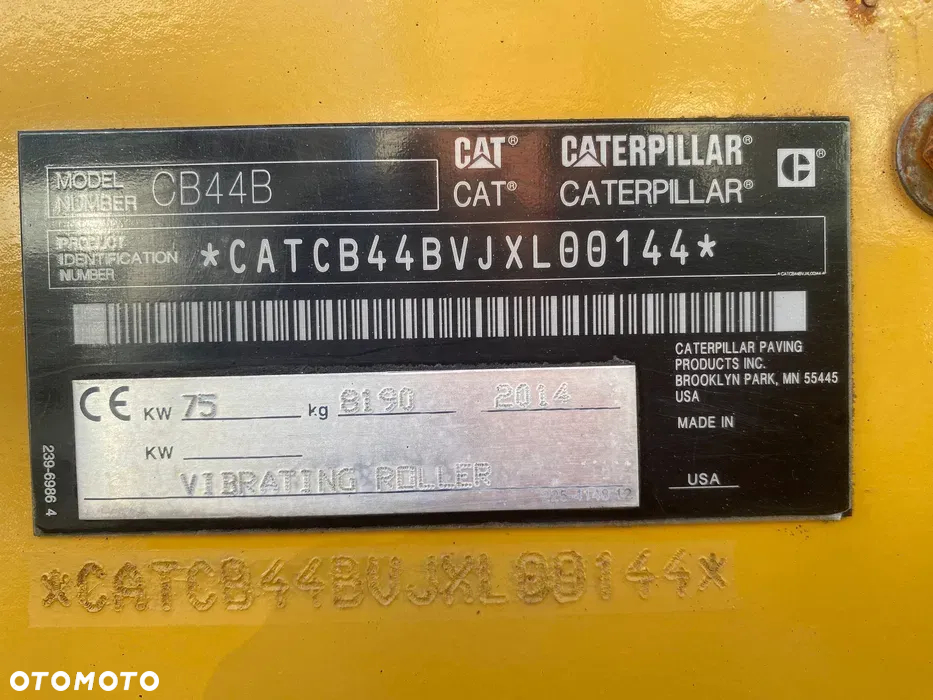 CAT® CATERPILLAR®
MODEL NUMBER CB44B
CAT® CATERPILLAR®
PRODUCT IDENTIFICATION NUMBER *CATCB44BVJXL00144*
CATERPILLAR PAVING
PRODUCTS INC.
BROOKLYN PARK, MN 55445
USA
MADE IN
USA
CE KW 75 kg 8190 2014
KW
VIBRATING ROLLER
239-6986 4
*CATCB44BVJXL00144*
OTOMOTO